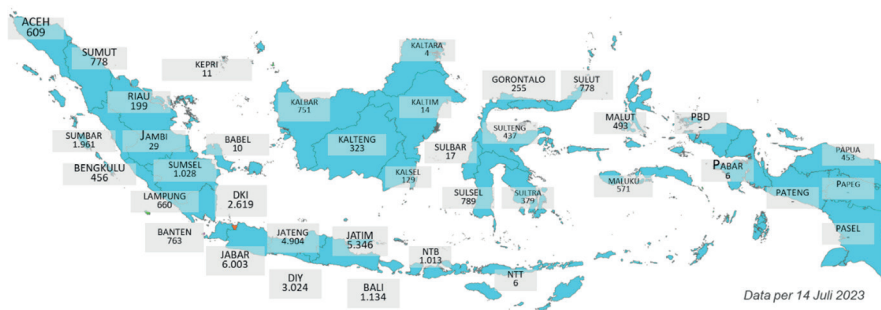 ACEH
609
SUMUT
778
KEPRI
11
RIAU
199
SUMBAR
1.961
JAMBI
29
BABEL
10
BENGKULU
456
SUMSEL
1.028
LAMPUNG
660
DKI
2.619
BANTEN
763
JABAR
6.003
JATENG
4.904
DIY
3.024
JATIM
5.346
BALI
1.134
NTB
1.013
NTT
6
KALBAR
751
KALTENG
323
KALSEL
129
KALTIM
14
KALTARA
4
SULBAR
17
SULSEL
789
SULTENG
437
SULTRA
379
GORONTALO
255
SULUT
778
MALUT
493
MALUKU
571
PBD
-
PABAR
6
PAPUA
453
PATENG
-
PAPEG
-
PASEL
-
Data per 14 Juli 2023